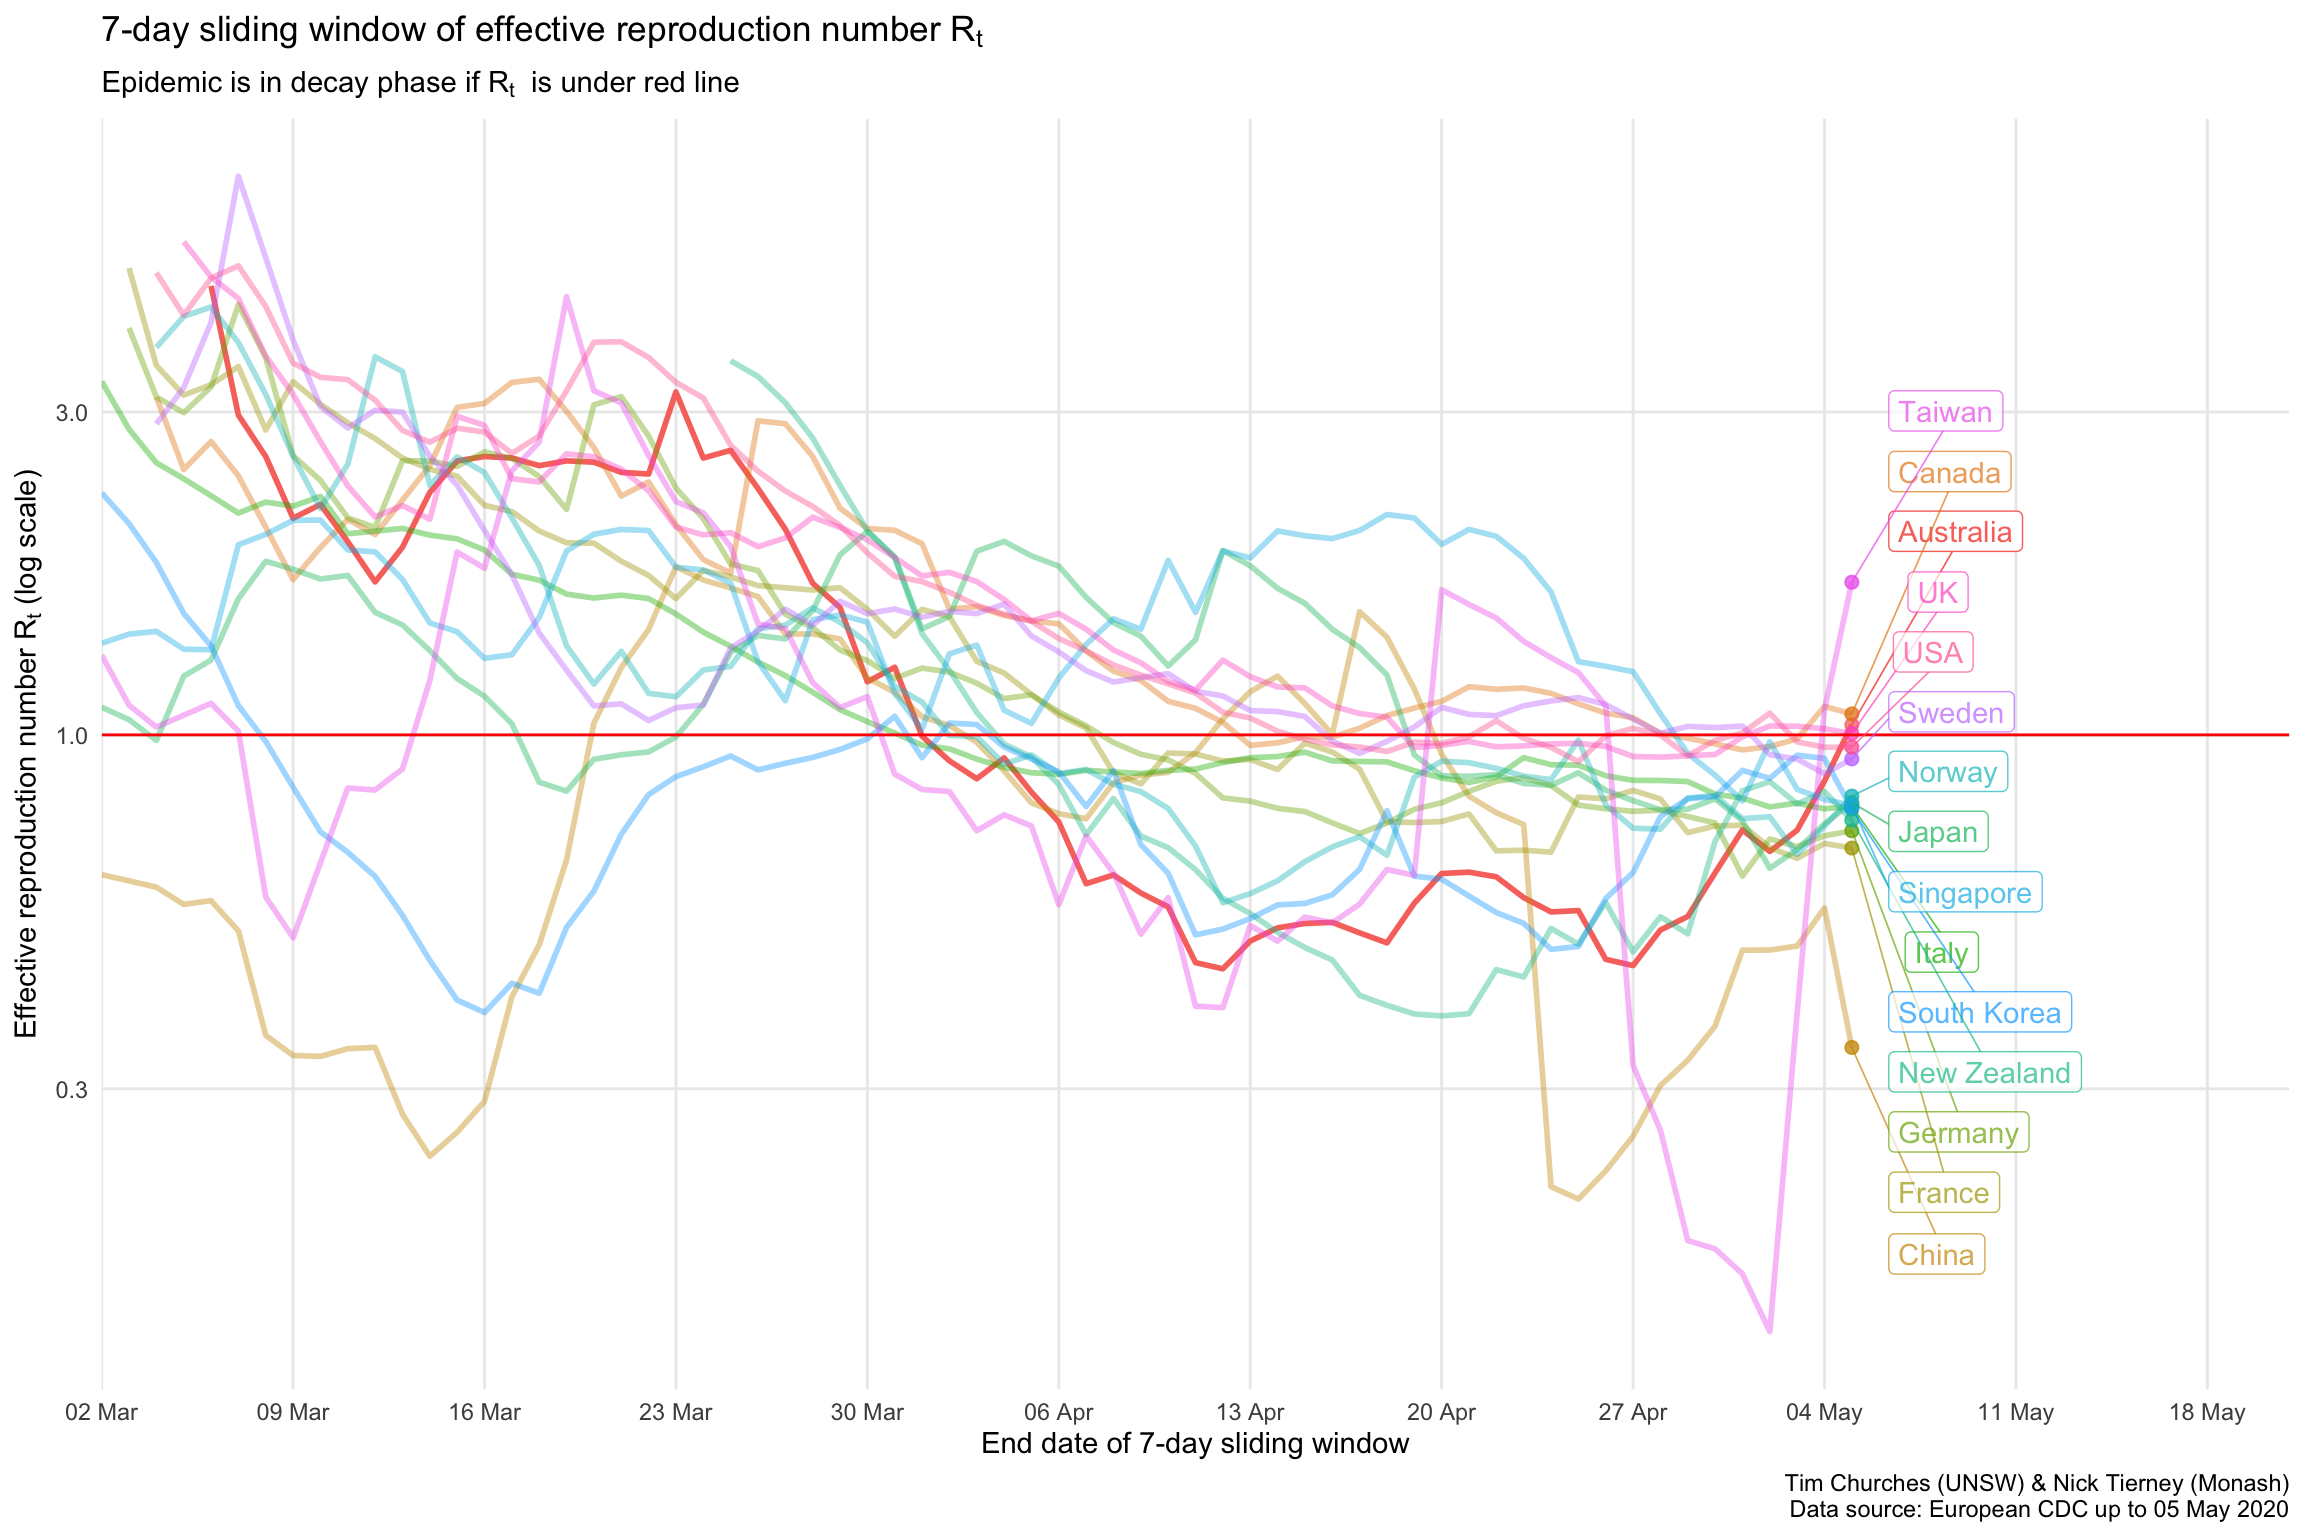 7-day sliding window of effective reproduction number Rt
Epidemic is in decay phase if Rt is under red line
Effective reproduction number Rt (log scale)
3.0
1.0
0.3
Taiwan
Canada
Australia
UK
USA
Sweden
Norway
Japan
Singapore
Italy
South Korea
New Zealand
Germany
France
China
02 Mar 09 Mar 16 Mar 23 Mar 30 Mar 06 Apr 13 Apr 20 Apr 27 Apr 04 May 11 May 18 May
End date of 7-day sliding window
Tim Churches (UNSW) & Nick Tierney (Monash)
Data source: European CDC up to 05 May 2020